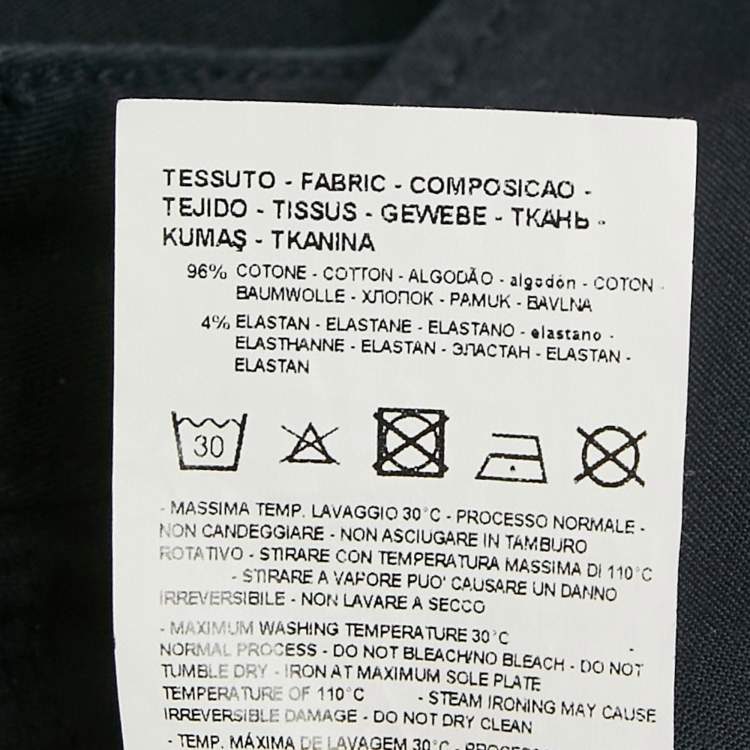 TESSUTO - FABRIC - COMPOSICAO -
TEJIDO - TISSUS - GEWEBE - TKAHЬ -
KUMAŞ - TKANINA
96% COTONE - COTTON - ALGODÃO - algodón - COTON -
BAUMWOLLE - ХЛОПОК - PAMUK - BAVLNA
4% ELASTAN - ELASTANE - ELASTANO - elastano -
ELASTHANNE - ELASTAN - ЭЛАСТАН - ELASTAN -
ELASTAN
30
- MASSIMA TEMP. LAVAGGIO 30°C - PROCESSO NORMALE -
NON CANDEGGIARE - NON ASCIUGARE IN TAMBURO
ROTATIVO - STIRARE CON TEMPERATURA MASSIMA DI 110°C
- STIRARE A VAPORE PUO' CAUSARE UN DANNO
IRREVERSIBILE - NON LAVARE A SECCO
- MAXIMUM WASHING TEMPERATURE 30°C -
NORMAL PROCESS - DO NOT BLEACH/NO BLEACH - DO NOT
TUMBLE DRY - IRON AT MAXIMUM SOLE PLATE
TEMPERATURE OF 110°C - STEAM IRONING MAY CAUSE
IRREVERSIBLE DAMAGE - DO NOT DRY CLEAN
- TEMP. MÁXIMA DE LAVAGEM 30°C - PROCESSO